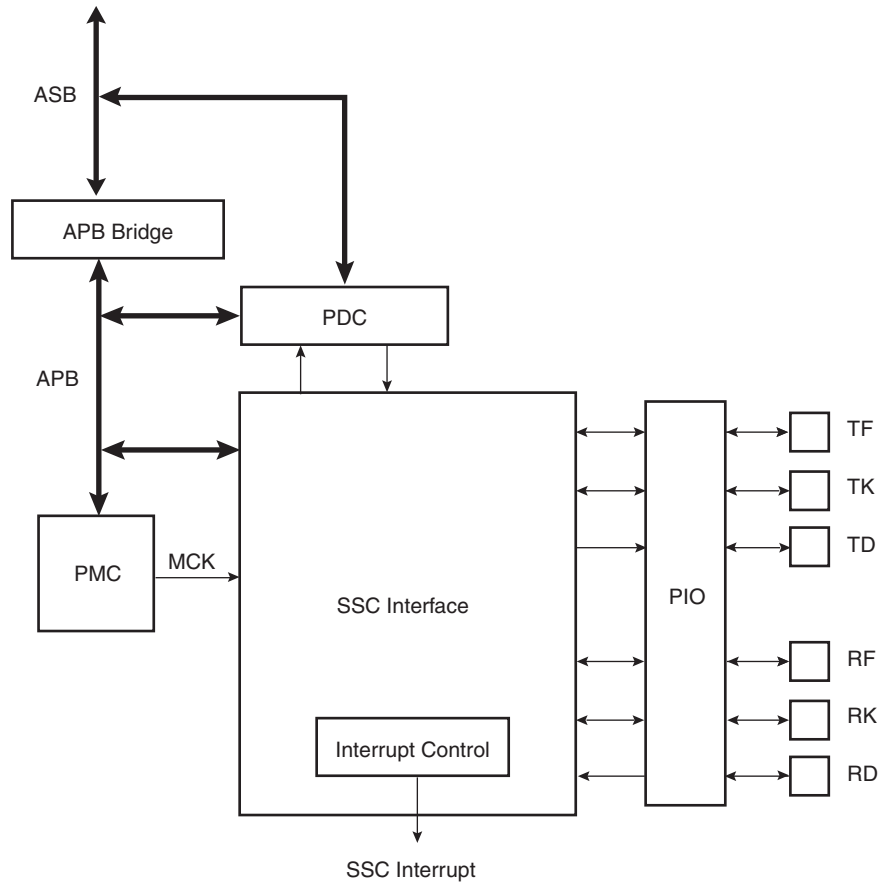 ASB
APB Bridge
PDC
APB
TF
TK
TD
PMC
MCK
SSC Interface
PIO
RF
RK
RD
Interrupt Control
SSC Interrupt